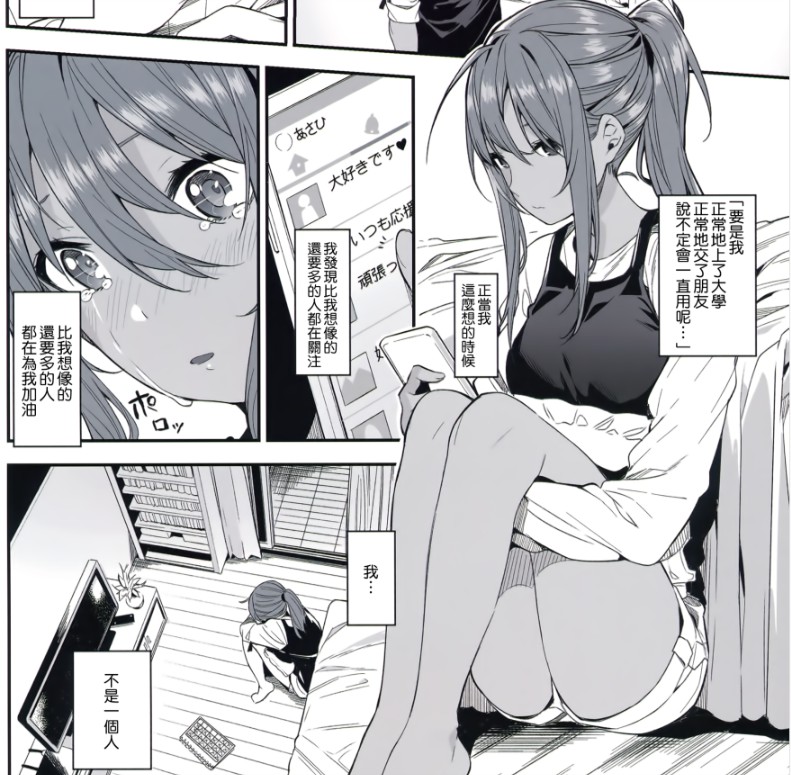 「要是我
正常地上了大學
正常地交了朋友
說不定會一直用呢…」
正當我
這麼想的時候
あさひ
大好きです♥
いつも応援
頑張っ
我發現比我想像的
還要多的人都在關注
比我想像的
還要多的人
都在為我加油
ポロッ
我…
不是一個人